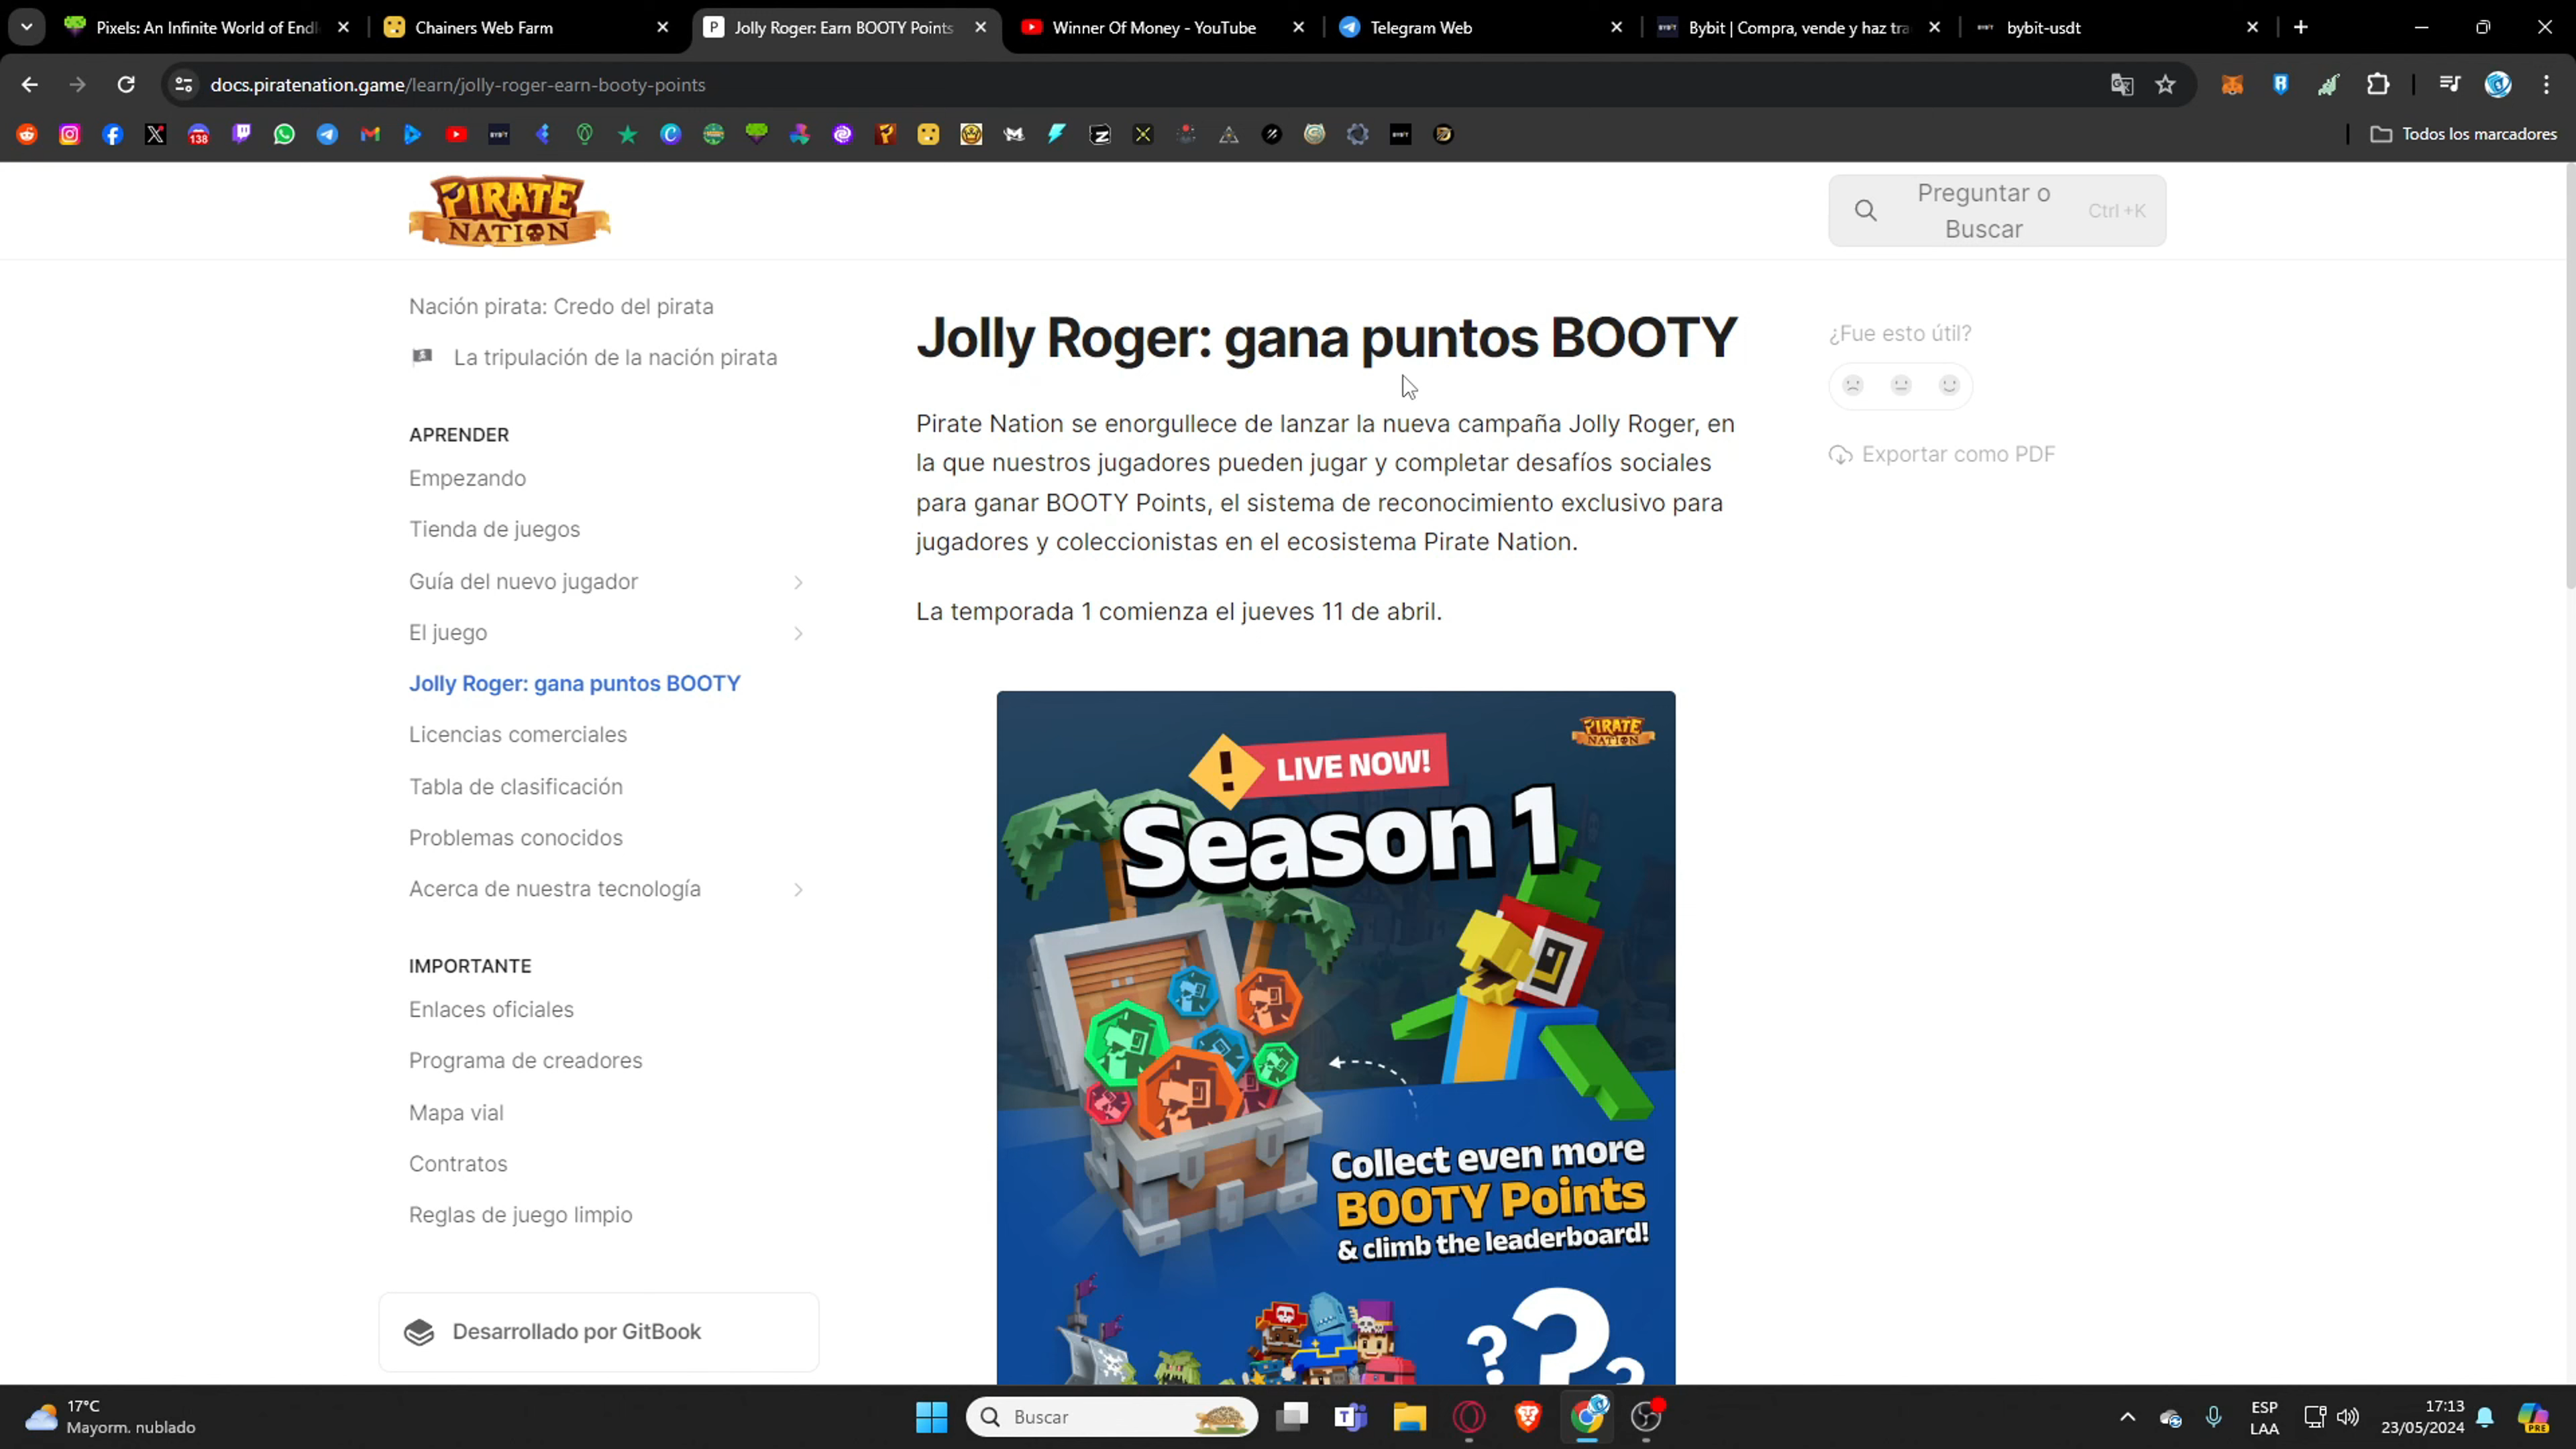 Pixels: An Infinite World of Endl
Chainers Web Farm
Jolly Roger: Earn BOOTY Points
Winner Of Money - YouTube
Telegram Web
Bybit | Compra, vende y haz tra
bybit-usdt
docs.piratenation.game/learn/jolly-roger-earn-booty-points
138
Todos los marcadores
PIRATE
NATION
Preguntar o
Buscar
Ctrl +K
Nación pirata: Credo del pirata
La tripulación de la nación pirata
APRENDER
Empezando
Tienda de juegos
Guía del nuevo jugador
El juego
Jolly Roger: gana puntos BOOTY
Licencias comerciales
Tabla de clasificación
Problemas conocidos
Acerca de nuestra tecnología
IMPORTANTE
Enlaces oficiales
Programa de creadores
Mapa vial
Contratos
Reglas de juego limpio
Desarrollado por GitBook
Jolly Roger: gana puntos BOOTY
Pirate Nation se enorgullece de lanzar la nueva campaña Jolly Roger, en
la que nuestros jugadores pueden jugar y completar desafíos sociales
para ganar BOOTY Points, el sistema de reconocimiento exclusivo para
jugadores y coleccionistas en el ecosistema Pirate Nation.
La temporada 1 comienza el jueves 11 de abril.
PIRATE
NATION
! LIVE NOW!
Season 1
Collect even more
BOOTY Points
& climb the leaderboard!
? ? ?
¿Fue esto útil?
Exportar como PDF
17°C
Mayorm. nublado
Buscar
ESP
LAA
17:13
23/05/2024
PRE